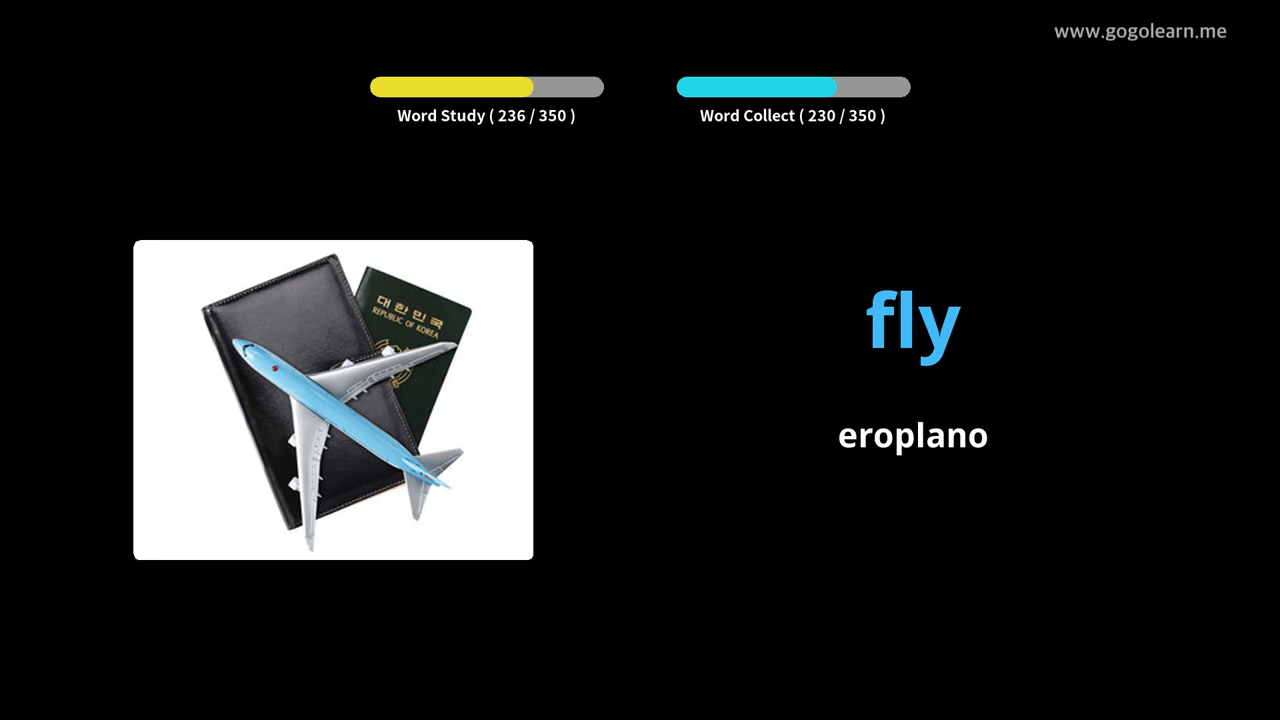 www.gogolearn.me
Word Study ( 236 / 350 )
Word Collect ( 230 / 350 )
대한민국
REPUBLIC OF KOREA
fly
eroplano